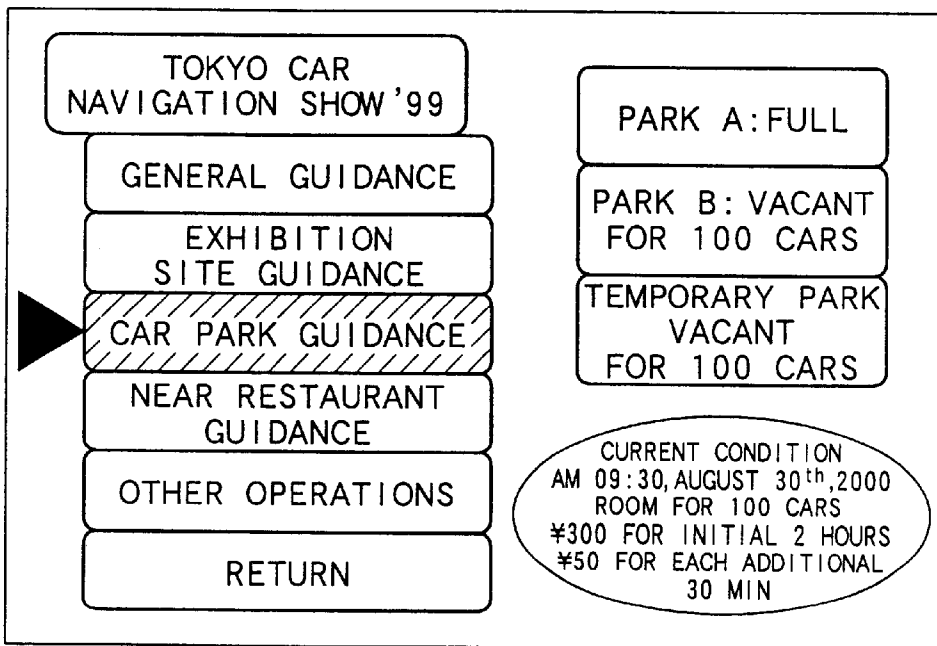 TOKYO CAR
NAVIGATION SHOW '99
GENERAL GUIDANCE
EXHIBITION
SITE GUIDANCE
CAR PARK GUIDANCE
NEAR RESTAURANT
GUIDANCE
OTHER OPERATIONS
RETURN
PARK A:FULL
PARK B: VACANT
FOR 100 CARS
TEMPORARY PARK
VACANT
FOR 100 CARS
CURRENT CONDITION
AM 09:30, AUGUST 30th, 2000
ROOM FOR 100 CARS
¥300 FOR INITIAL 2 HOURS
¥50 FOR EACH ADDITIONAL
30 MIN